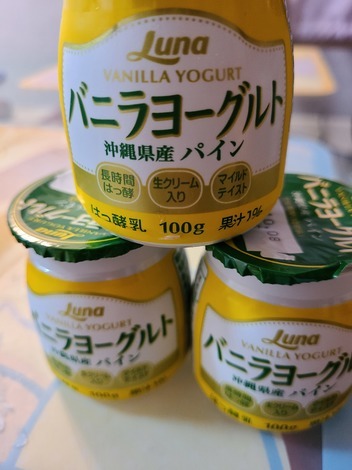 Luna
VANILLA YOGURT
バニラヨーグルト
沖縄県産 パイン
長時間
はっ酵
生クリーム
入り
マイルド
テイスト
はっ酵乳 100g 果汁1%
Luna
VANILLA YOGURT
バニラヨーグルト
沖縄県産 パイン
Luna
VANILLA YOGURT
バニラヨーグルト
沖縄県産 パイン
100g